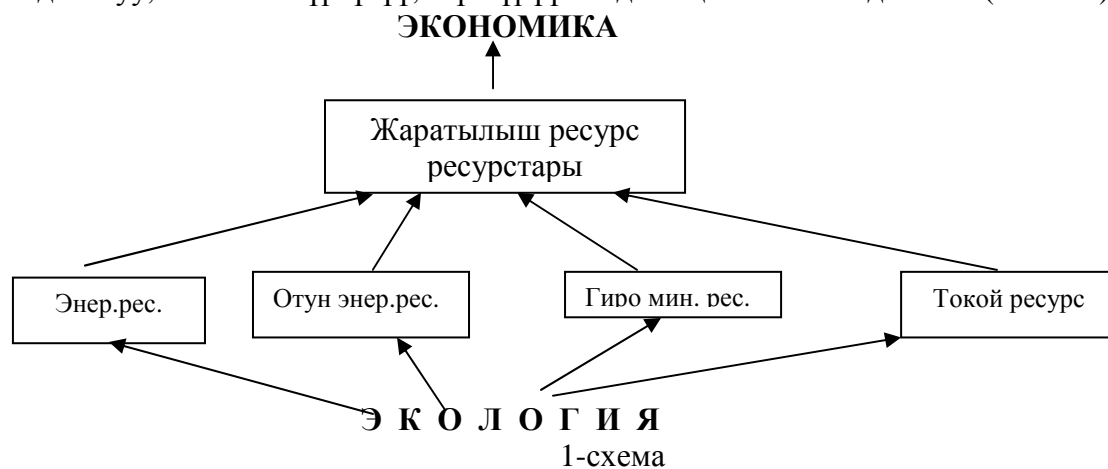 ЭКОНОМИКА
Жаратылыш ресурс
ресурстары
Энер.рес.
Отун энер.рес.
Гиро мин. рес.
Токой ресурс
Э К О Л О Г И Я
1-схема